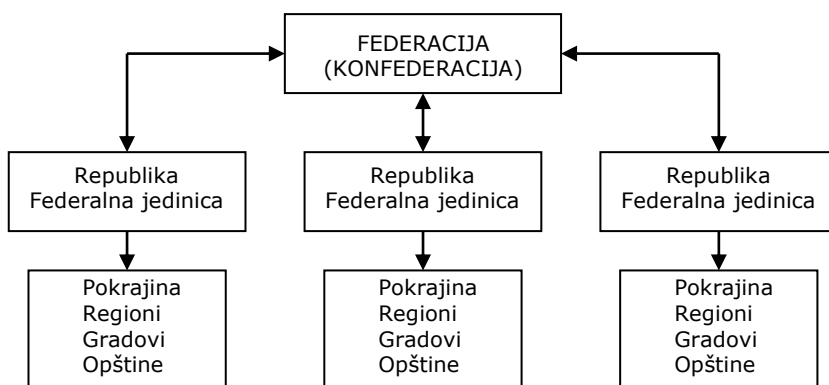 FEDERACIJA
(KONFEDERACIJA)
Republika
Federalna jedinica
Republika
Federalna jedinica
Republika
Federalna jedinica
Pokrajina
Regioni
Gradovi
Opštine
Pokrajina
Regioni
Gradovi
Opštine
Pokrajina
Regioni
Gradovi
Opštine